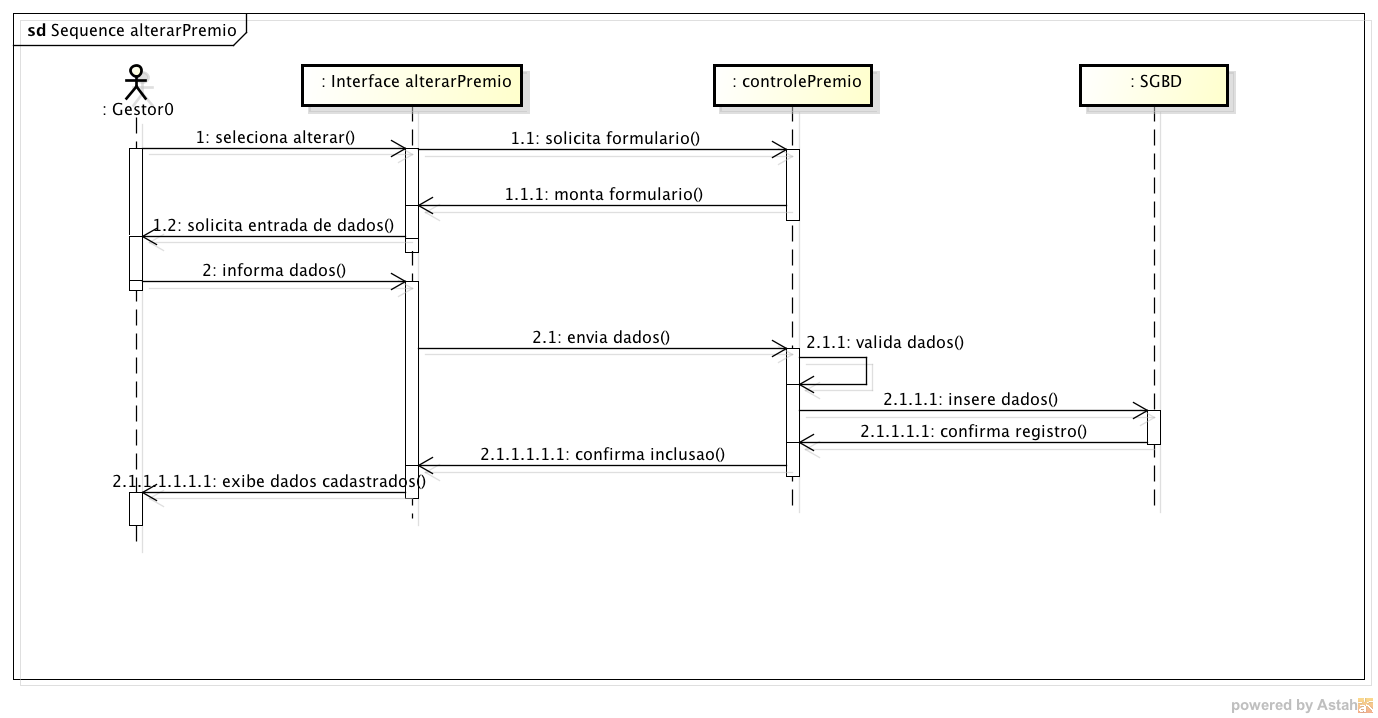 sd Sequence alterarPremio
: Gestor0
: Interface alterarPremio
: controlePremio
: SGBD
1: seleciona alterar()
1.1: solicita formulario()
1.1.1: monta formulario()
1.2: solicita entrada de dados()
2: informa dados()
2.1: envia dados()
2.1.1: valida dados()
2.1.1.1: insere dados()
2.1.1.1.1: confirma registro()
2.1.1.1.1.1: confirma inclusao()
2.1.1.1.1.1.1: exibe dados cadastrados()
powered by Astah